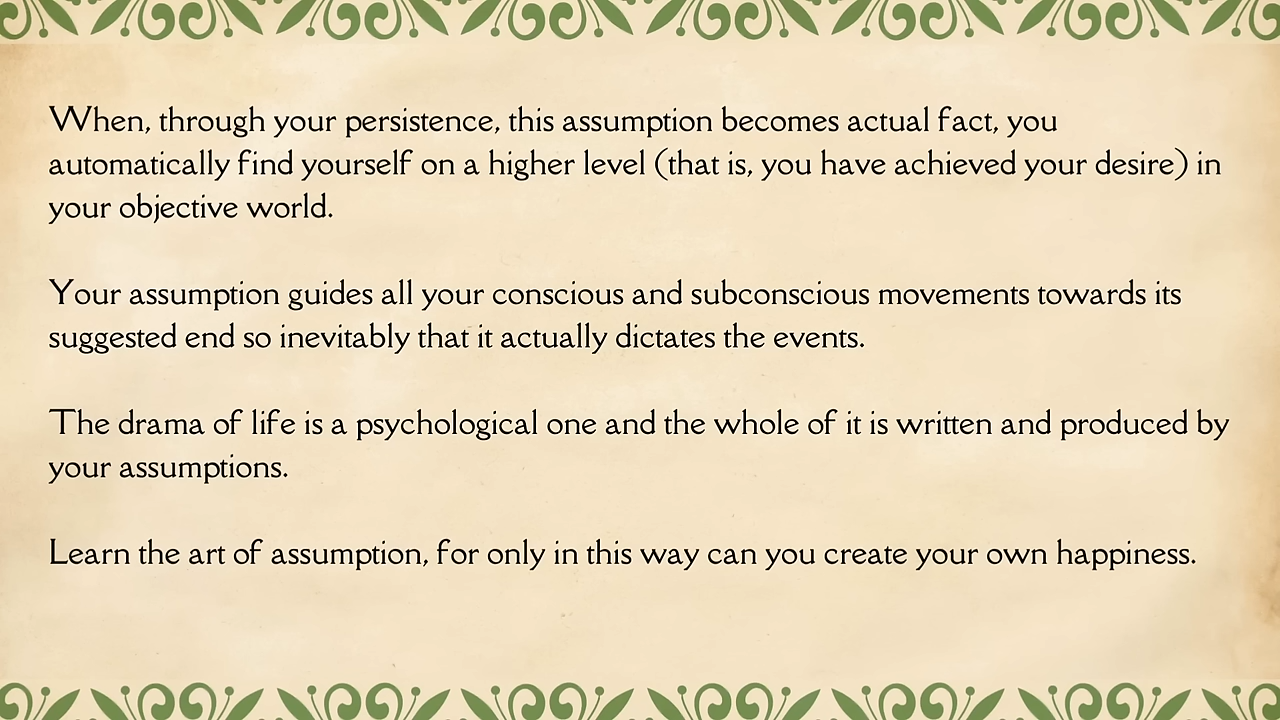 When, through your persistence, this assumption becomes actual fact, you
automatically find yourself on a higher level (that is, you have achieved your desire) in
your objective world.
Your assumption guides all your conscious and subconscious movements towards its
suggested end so inevitably that it actually dictates the events.
The drama of life is a psychological one and the whole of it is written and produced by
your assumptions.
Learn the art of assumption, for only in this way can you create your own happiness.